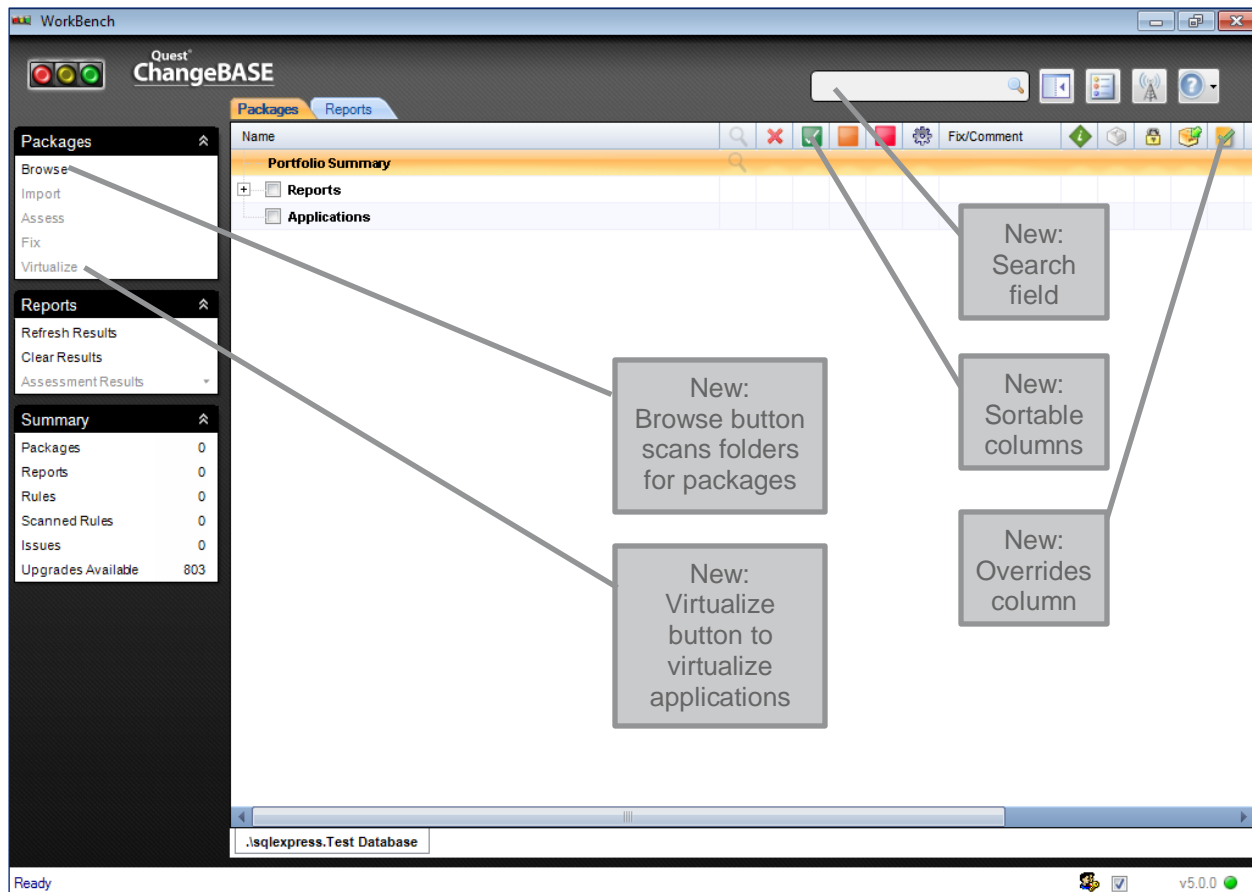 WorkBench
Quest®
ChangeBASE
Packages Reports
Packages
Browse
Import
Assess
Fix
Virtualize
Reports
Refresh Results
Clear Results
Assessment Results
Summary
Packages 0
Reports 0
Rules 0
Scanned Rules 0
Issues 0
Upgrades Available 803
Name Fix/Comment
Portfolio Summary
Reports
Applications
New:
Search
field
New:
Browse button
scans folders
for packages
New:
Sortable
columns
New:
Overrides
column
New:
Virtualize
button to
virtualize
applications
.\sqlexpress.Test Database
Ready v5.0.0